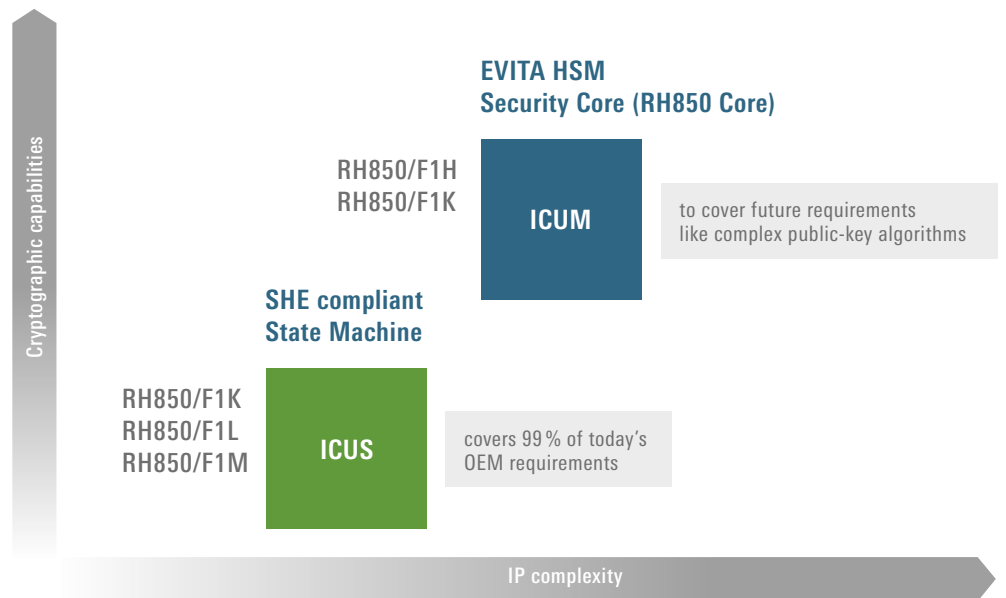 Cryptographic capabilities
EVITA HSM
Security Core (RH850 Core)
RH850/F1H
RH850/F1K
ICUM
to cover future requirements
like complex public-key algorithms
SHE compliant
State Machine
RH850/F1K
RH850/F1L
RH850/F1M
ICUS
covers 99 % of today’s
OEM requirements
IP complexity